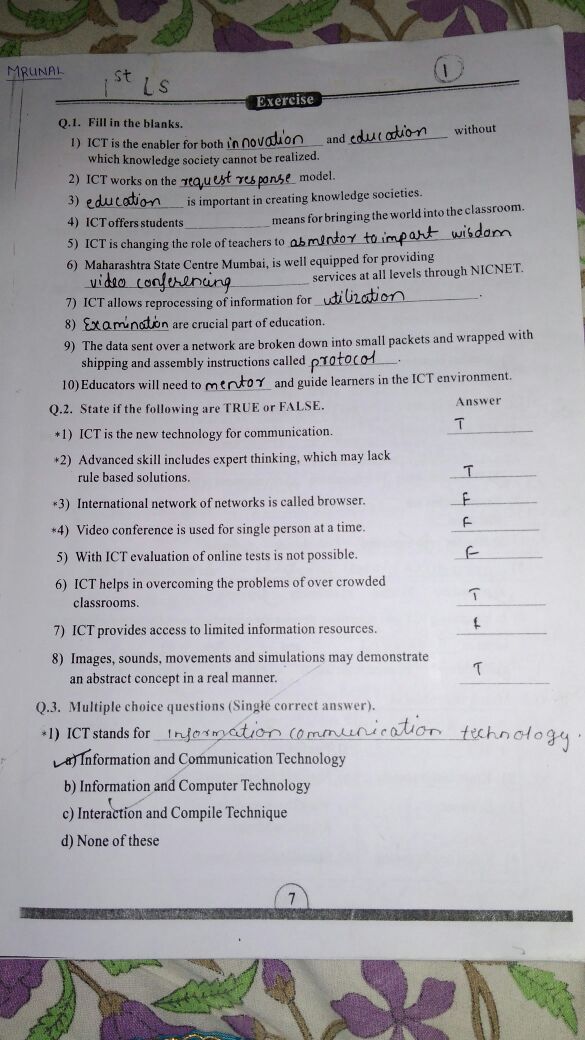 MRUNAL
1st LS
1
Exercise
Q.1. Fill in the blanks.
1) ICT is the enabler for both innovation and education without
which knowledge society cannot be realized.
2) ICT works on the request response model.
3) education is important in creating knowledge societies.
4) ICT offers students ________ means for bringing the world into the classroom.
5) ICT is changing the role of teachers to as mentor to impart wisdom
6) Maharashtra State Centre Mumbai, is well equipped for providing
video conferencing services at all levels through NICNET.
7) ICT allows reprocessing of information for utilization.
8) Examination are crucial part of education.
9) The data sent over a network are broken down into small packets and wrapped with
shipping and assembly instructions called protocol.
10) Educators will need to mentor and guide learners in the ICT environment.
Q.2. State if the following are TRUE or FALSE. Answer
*1) ICT is the new technology for communication. T
*2) Advanced skill includes expert thinking, which may lack
rule based solutions. T
*3) International network of networks is called browser. F
*4) Video conference is used for single person at a time. F
5) With ICT evaluation of online tests is not possible. F
6) ICT helps in overcoming the problems of over crowded
classrooms. T
7) ICT provides access to limited information resources. F
8) Images, sounds, movements and simulations may demonstrate
an abstract concept in a real manner. T
Q.3. Multiple choice questions (Single correct answer).
*1) ICT stands for Information communication technology.
a) Information and Communication Technology
b) Information and Computer Technology
c) Interaction and Compile Technique
d) None of these
7